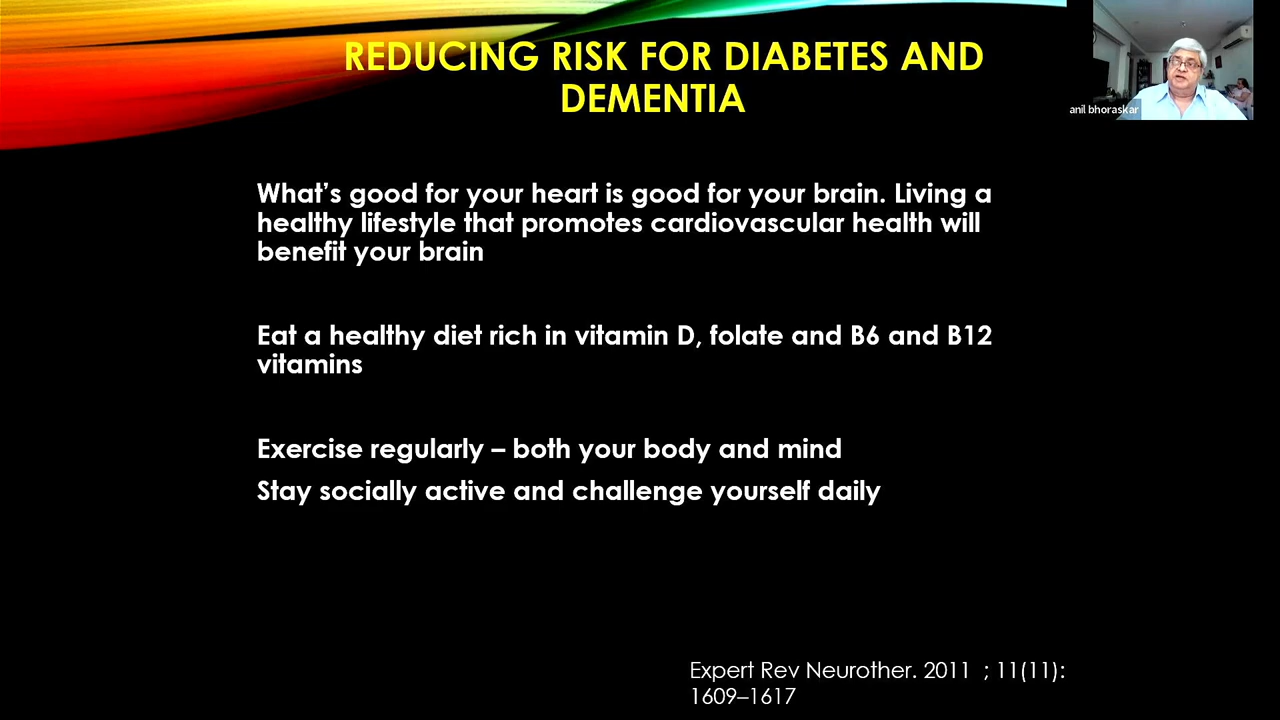 REDUCING RISK FOR DIABETES AND
DEMENTIA
anil bhoraskar
What’s good for your heart is good for your brain. Living a
healthy lifestyle that promotes cardiovascular health will
benefit your brain
Eat a healthy diet rich in vitamin D, folate and B6 and B12
vitamins
Exercise regularly – both your body and mind
Stay socially active and challenge yourself daily
Expert Rev Neurother. 2011 ; 11(11):
1609–1617